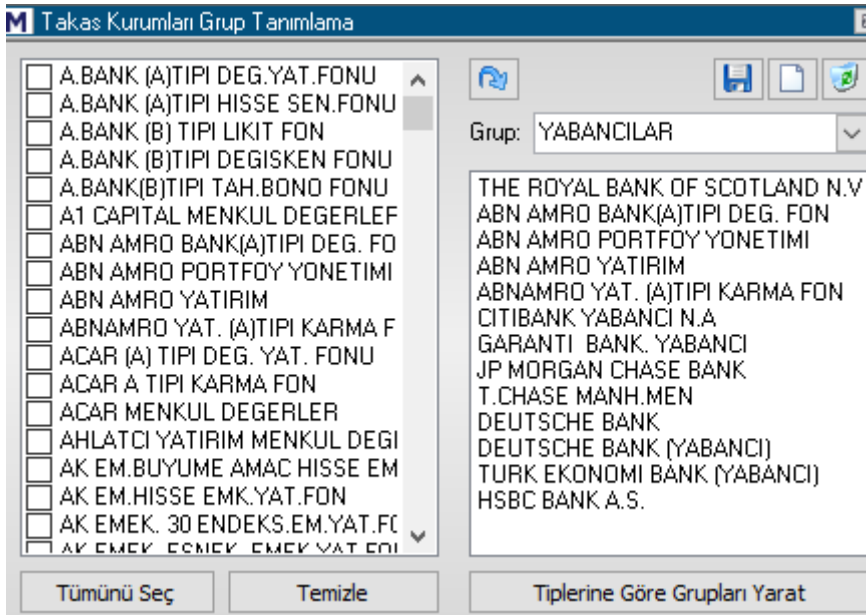 M Takas Kurumları Grup Tanımlama
A.BANK (A)TIPI DEG.YAT.FONU
A.BANK (A)TIPI HISSE SEN.FONU
A.BANK (B) TIPI LIKIT FON
A.BANK (B)TIPI DEGISKEN FONU
A.BANK(B)TIPI TAH.BONO FONU
A1 CAPITAL MENKUL DEGERLEF
ABN AMRO BANK(A)TIPI DEG. FO
ABN AMRO PORTFOY YONETIMI
ABN AMRO YATIRIM
ABNAMRO YAT. (A)TIPI KARMA F
ACAR (A) TIPI DEG. YAT. FONU
ACAR A TIPI KARMA FON
ACAR MENKUL DEGERLER
AHLATCI YATIRIM MENKUL DEGI
AK EM.BUYUME AMAC HISSE EM
AK EM.HISSE EMK.YAT.FON
AK EMEK. 30 ENDEKS.EM.YAT.F(
AK EMEK. ESNEK. EMEK.YAT.FOI
Tümünü Seç
Temizle
Grup: YABANCILAR
THE ROYAL BANK OF SCOTLAND N.V
ABN AMRO BANK(A)TIPI DEG. FON
ABN AMRO PORTFOY YONETIMI
ABN AMRO YATIRIM
ABNAMRO YAT. (A)TIPI KARMA FON
CITIBANK YABANCI N.A
GARANTI  BANK. YABANCI
JP MORGAN CHASE BANK
T.CHASE MANH.MEN
DEUTSCHE BANK
DEUTSCHE BANK (YABANCI)
TURK EKONOMI BANK (YABANCI)
HSBC BANK A.S.
Tiplerine Göre Grupları Yarat